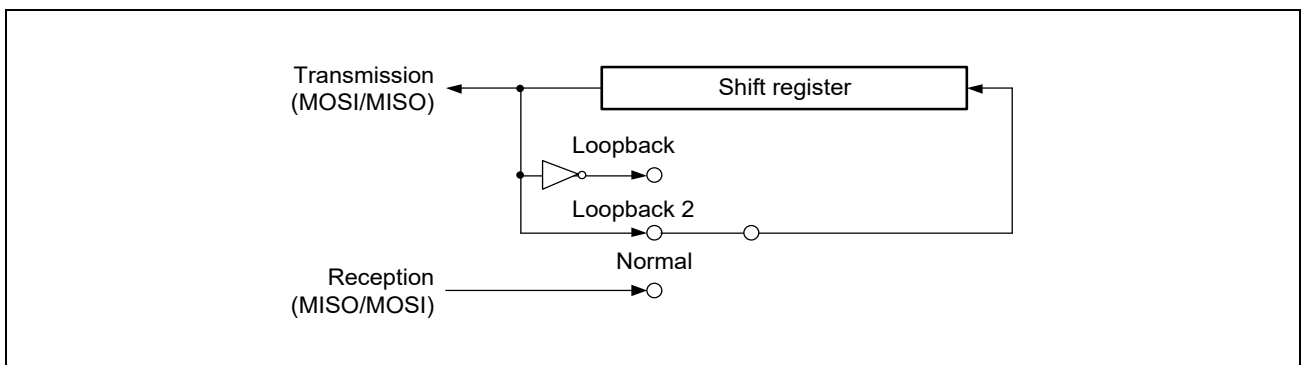 Transmission
(MOSI/MISO)
Shift register
Loopback
Loopback 2
Normal
Reception
(MISO/MOSI)